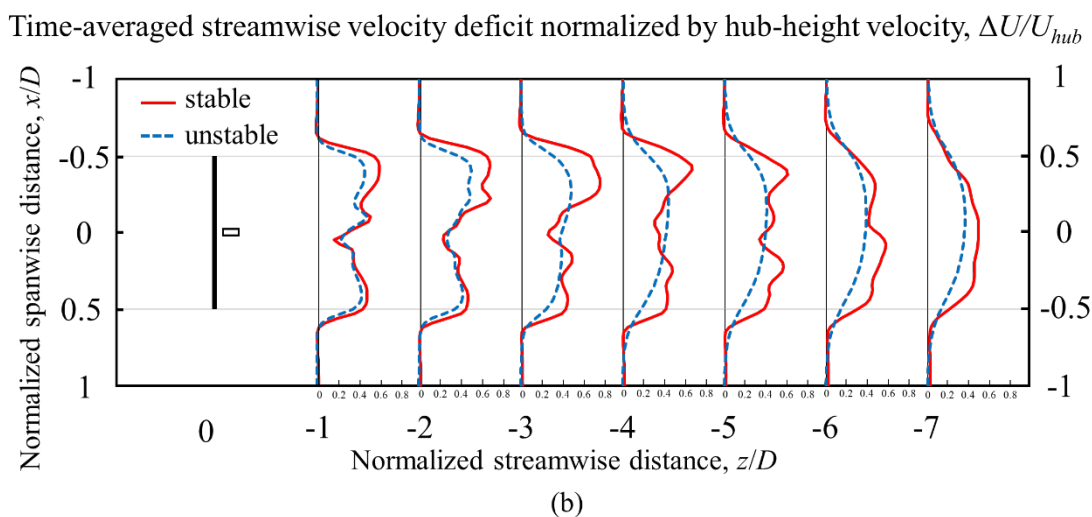 Time-averaged streamwise velocity deficit normalized by hub-height velocity, ΔU/U_hub
Normalized spanwise distance, x/D
-1
-0.5
0
0.5
1
stable
unstable
1
0.5
0
-0.5
-1
0 0.2 0.4 0.6 0.8 0 0.2 0.4 0.6 0.8 0 0.2 0.4 0.6 0.8 0 0.2 0.4 0.6 0.8 0 0.2 0.4 0.6 0.8 0 0.2 0.4 0.6 0.8 0 0.2 0.4 0.6 0.8
0 -1 -2 -3 -4 -5 -6 -7
Normalized streamwise distance, z/D
(b)